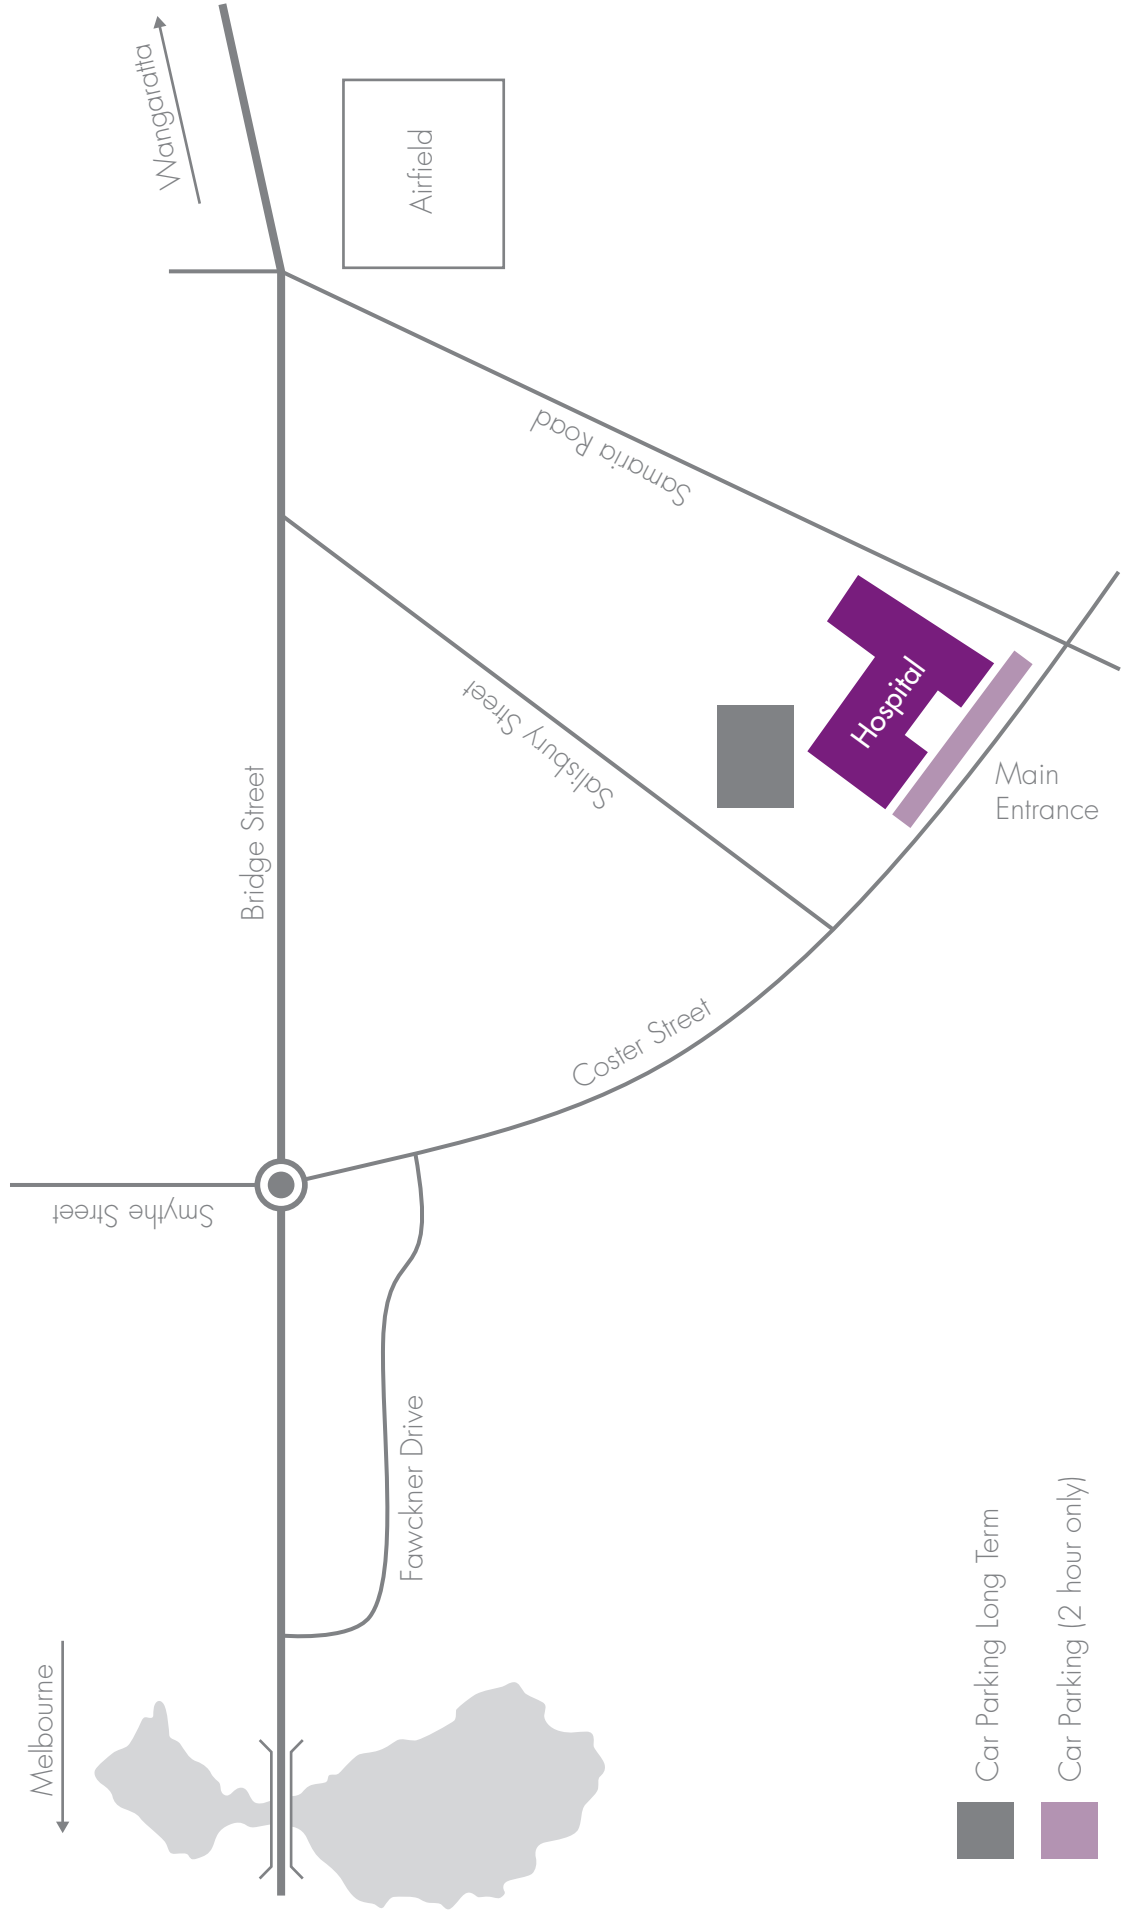 Wangaratta
Airfield
Samaria Road
Salisbury Street
Hospital
Main
Entrance
Bridge Street
Coster Street
Smythe Street
Fawckner Drive
Melbourne
Car Parking Long Term
Car Parking (2 hour only)